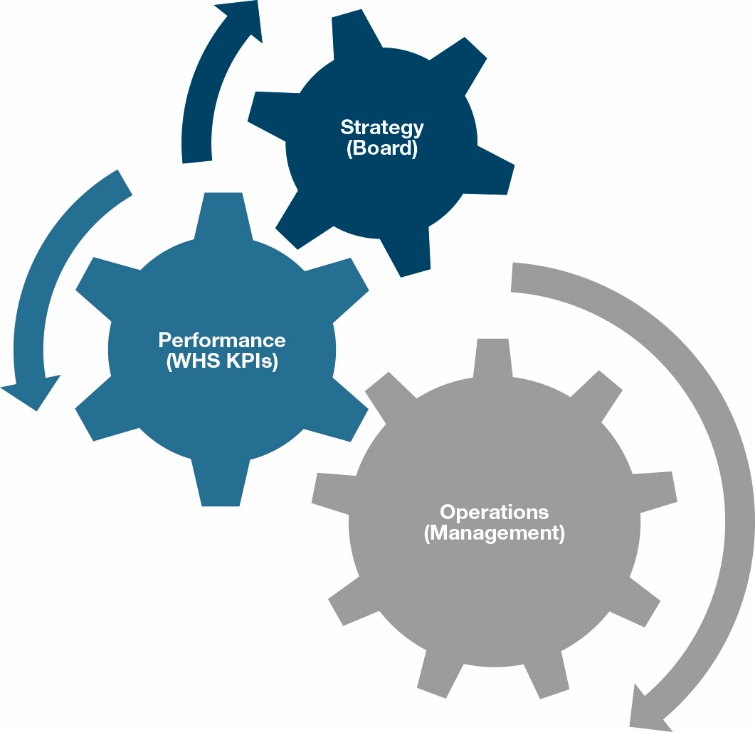 Strategy
(Board)
Performance
(WHS KPIs)
Operations
(Management)